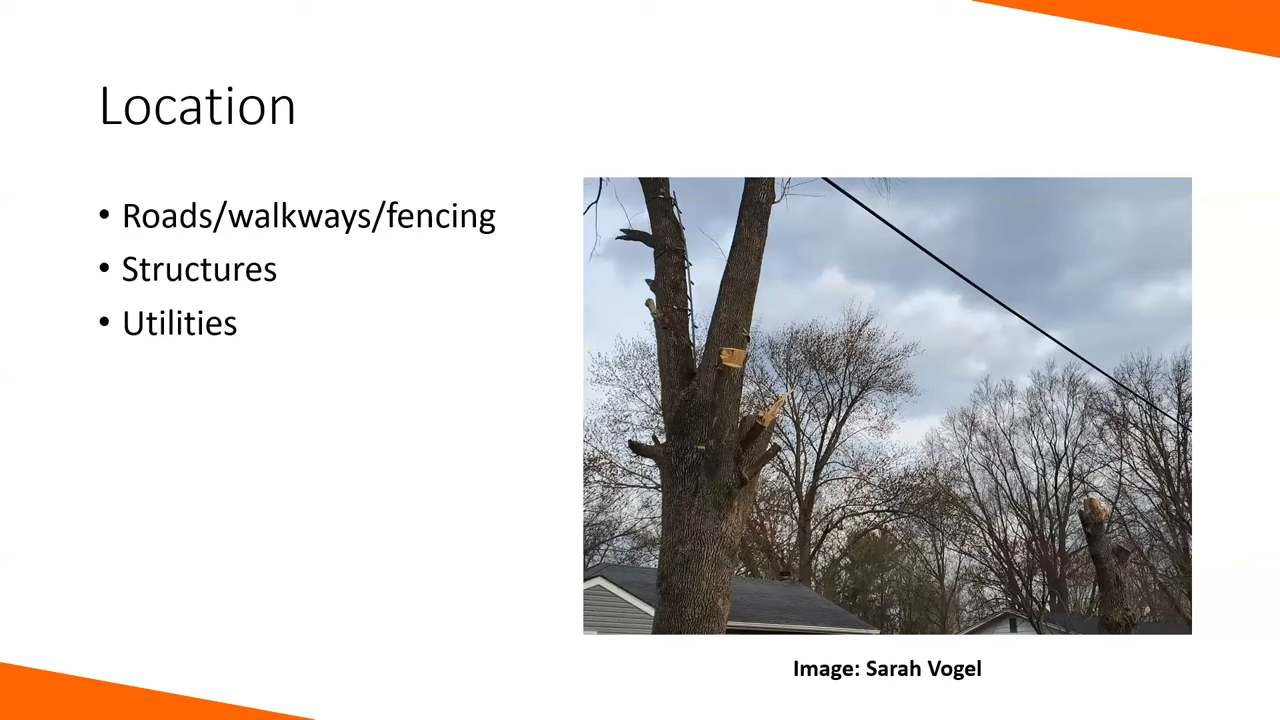 Location
• Roads/walkways/fencing
• Structures
• Utilities
Image: Sarah Vogel